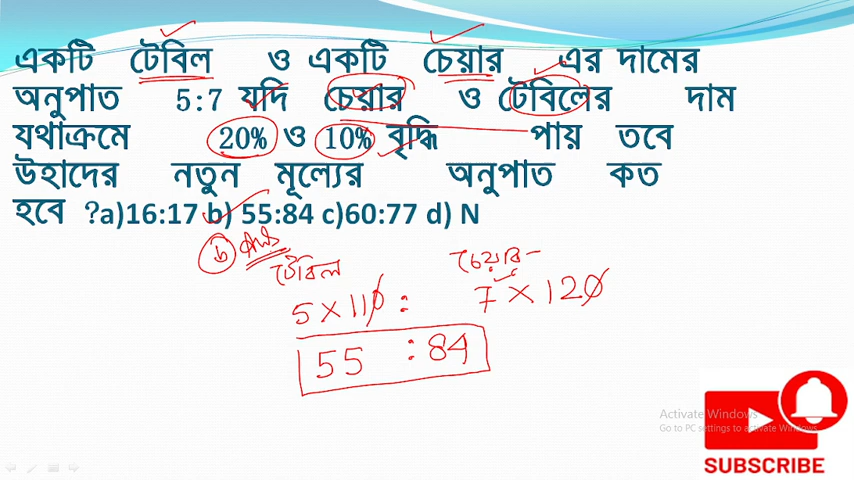 একটি টেবিল ও একটি চেয়ার এর দামের
অনুপাত 5:7 যদি চেয়ার ও টেবিলের দাম
যথাক্রমে 20% ও 10% বৃদ্ধি পায় তবে
উহাদের নতুন মূল্যের অনুপাত কত
হবে ?a)16:17 b) 55:84 c)60:77 d) N
b Ans
টেবিল চেয়ার
5 × 110 : 7 × 120
55 : 84
Activate Windows
Go to PC settings to activate Windows.
SUBSCRIBE